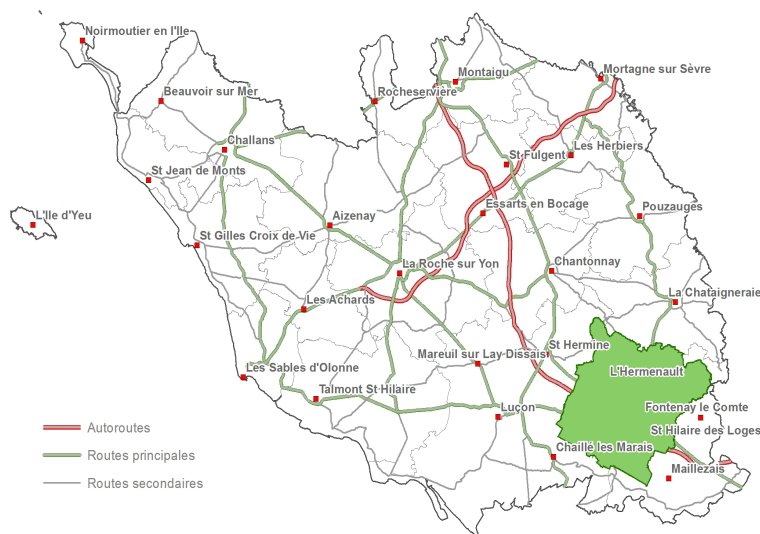 Noirmoutier en l'Ile
Mortagne sur Sèvre
Montaigu
Beauvoir sur Mer
Rocheservière
Challans
Les Herbiers
St Fulgent
St Jean de Monts
Essarts en Bocage
Pouzauges
L'Ile d'Yeu
Aizenay
St Gilles Croix de Vie
La Roche sur Yon
Chantonnay
Les Achards
La Chataigneraie
St Hermine
Mareuil sur Lay-Dissais
Les Sables d'Olonne
L'Hermenault
Talmont St Hilaire
Luçon
Fontenay le Comte
Autoroutes
St Hilaire des Loges
Chaille les Marais
Routes principales
Maillezais
Routes secondaires